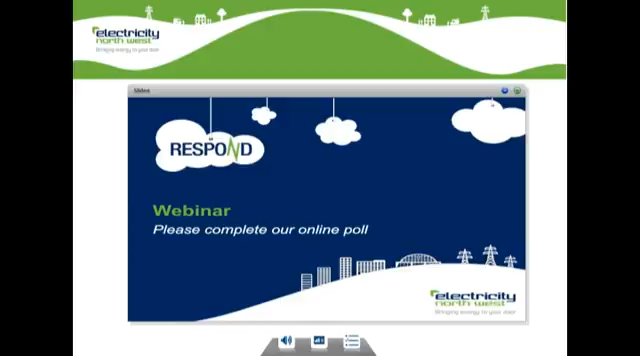 electricity
north west
Bringing energy to your door
Slides
RESPOND
Webinar
Please complete our online poll
electricity
north west
Bringing energy to your door